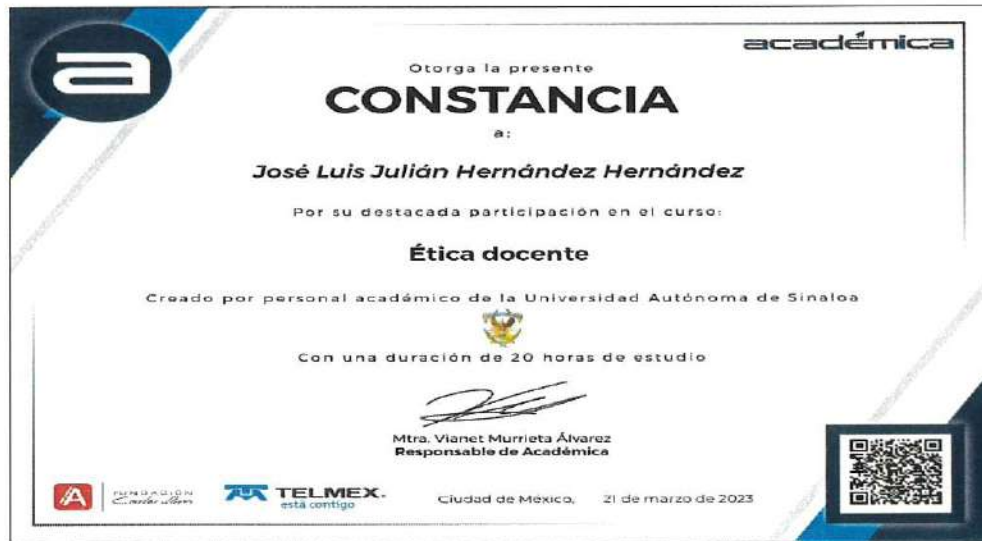 a
académica
Otorga la presente
CONSTANCIA
a:
José Luis Julián Hernández Hernández
Por su destacada participación en el curso:
Ética docente
Creado por personal académico de la Universidad Autónoma de Sinaloa
Con una duración de 20 horas de estudio
Mtra. Vianet Murrieta Álvarez
Responsable de Académica
FUNDACIÓN
Carlos Slim
TELMEX.
está contigo
Ciudad de México, 21 de marzo de 2023